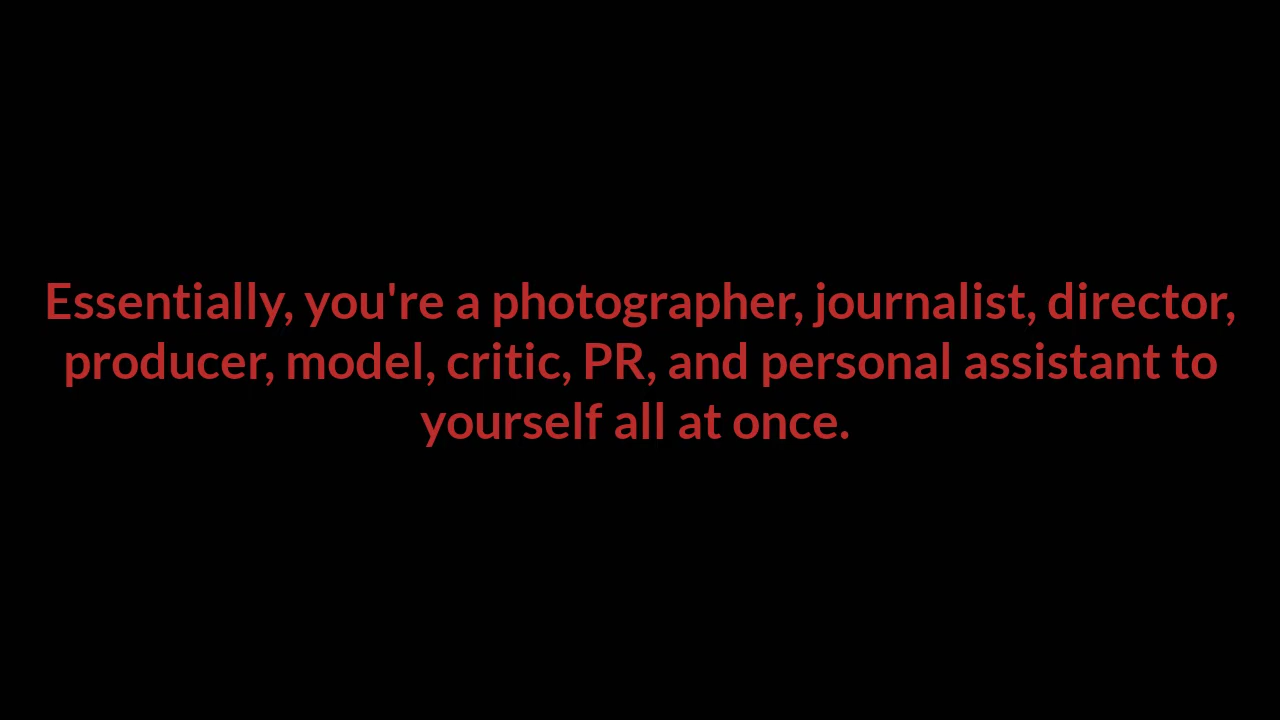 Essentially, you're a photographer, journalist, director,
producer, model, critic, PR, and personal assistant to
yourself all at once.